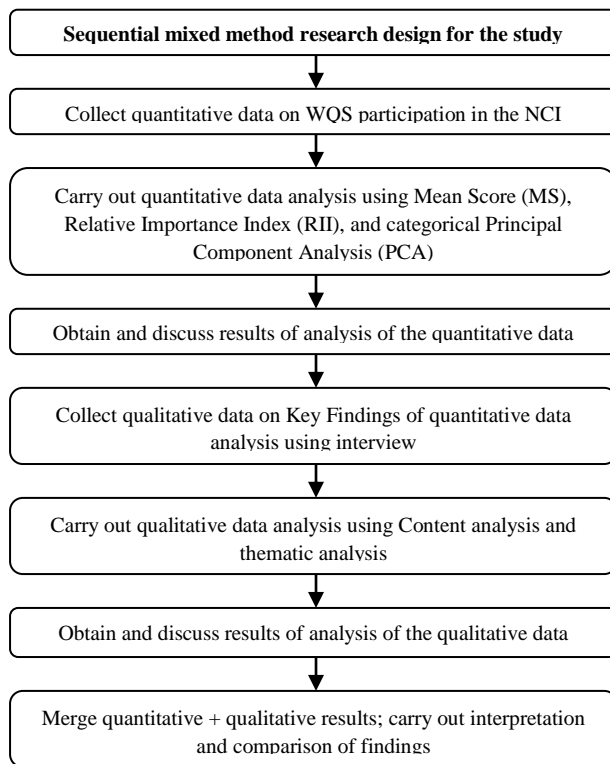 Sequential mixed method research design for the study
Collect quantitative data on WQS participation in the NCI
Carry out quantitative data analysis using Mean Score (MS),
Relative Importance Index (RII), and categorical Principal
Component Analysis (PCA)
Obtain and discuss results of analysis of the quantitative data
Collect qualitative data on Key Findings of quantitative data
analysis using interview
Carry out qualitative data analysis using Content analysis and
thematic analysis
Obtain and discuss results of analysis of the qualitative data
Merge quantitative + qualitative results; carry out interpretation
and comparison of findings